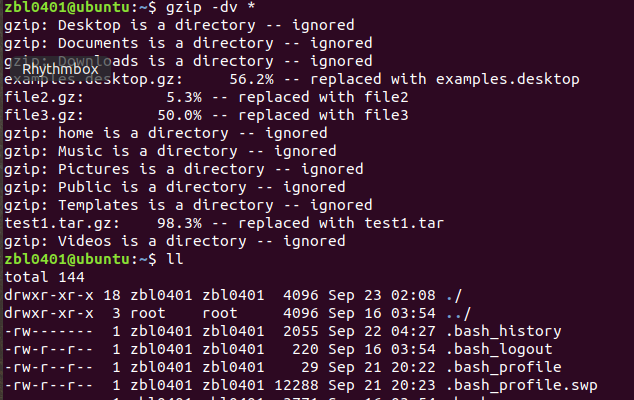 zbl0401@ubuntu:~$ gzip -dv *
gzip: Desktop is a directory -- ignored
gzip: Documents is a directory -- ignored
gzip: Downloads is a directory -- ignored
Rhythmbox
examples.desktop.gz:     56.2% -- replaced with examples.desktop
file2.gz:      5.3% -- replaced with file2
file3.gz:     50.0% -- replaced with file3
gzip: home is a directory -- ignored
gzip: Music is a directory -- ignored
gzip: Pictures is a directory -- ignored
gzip: Public is a directory -- ignored
gzip: Templates is a directory -- ignored
test1.tar.gz:    98.3% -- replaced with test1.tar
gzip: Videos is a directory -- ignored
zbl0401@ubuntu:~$ ll
total 144
drwxr-xr-x 18 zbl0401 zbl0401  4096 Sep 23 02:08 ./
drwxr-xr-x  3 root    root     4096 Sep 16 03:54 ../
-rw-------  1 zbl0401 zbl0401  2055 Sep 22 04:27 .bash_history
-rw-r--r--  1 zbl0401 zbl0401   220 Sep 16 03:54 .bash_logout
-rw-r--r--  1 zbl0401 zbl0401    29 Sep 21 20:22 .bash_profile
-rw-r--r--  1 zbl0401 zbl0401 12288 Sep 21 20:23 .bash_profile.swp